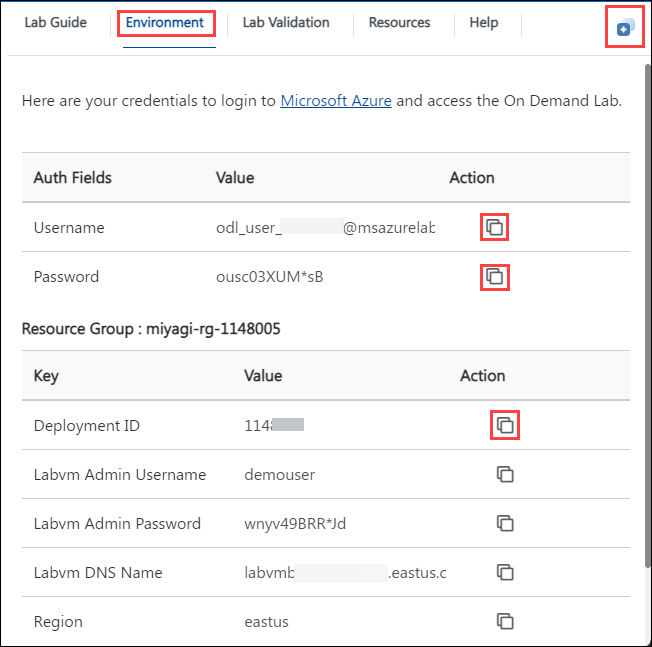 Lab Guide Environment Lab Validation Resources Help
Here are your credentials to login to Microsoft Azure and access the On Demand Lab.
Auth Fields Value Action
Username odl_user_ @msazurelab
Password ousc03XUM*sB
Resource Group : miyagi-rg-1148005
Key Value Action
Deployment ID 114
Labvm Admin Username demouser
Labvm Admin Password wnyv49BRR*Jd
Labvm DNS Name labvmb .eastus.c
Region eastus